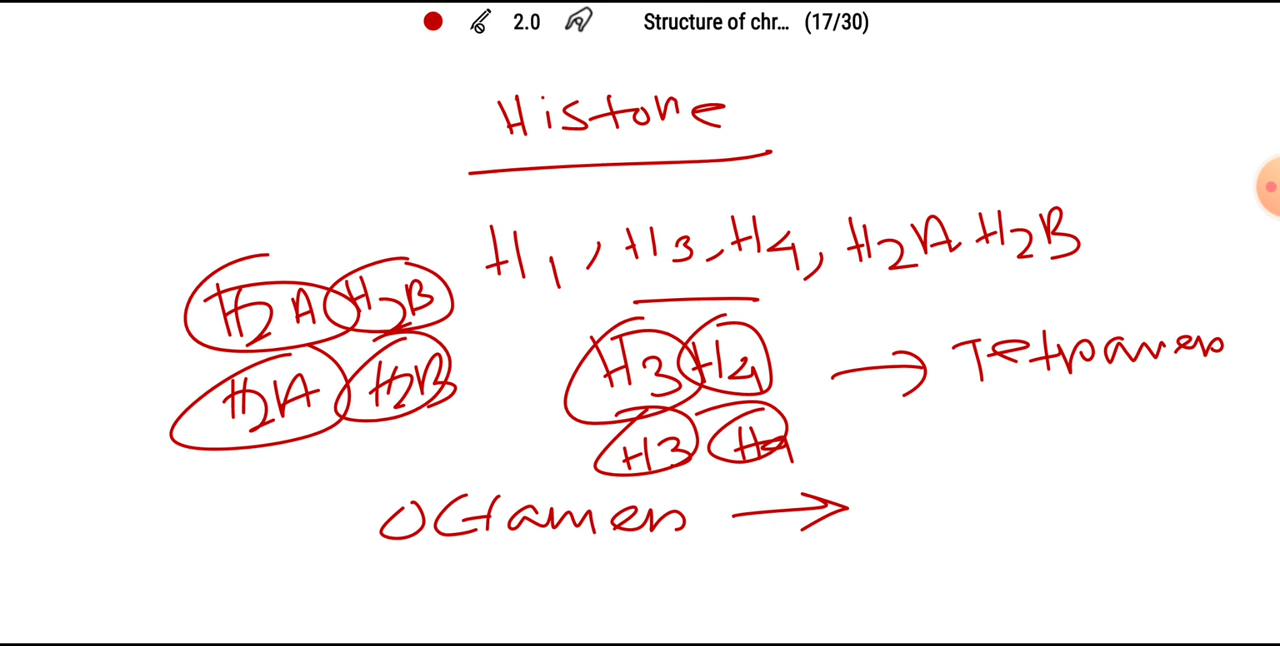 2.0 Structure of chr... (17/30)
Histone
H1, H3, H4, H2A H2B
H2A H2B
H3 H4 → Tetramer
H2A H2B
H3 H4
Octamer →